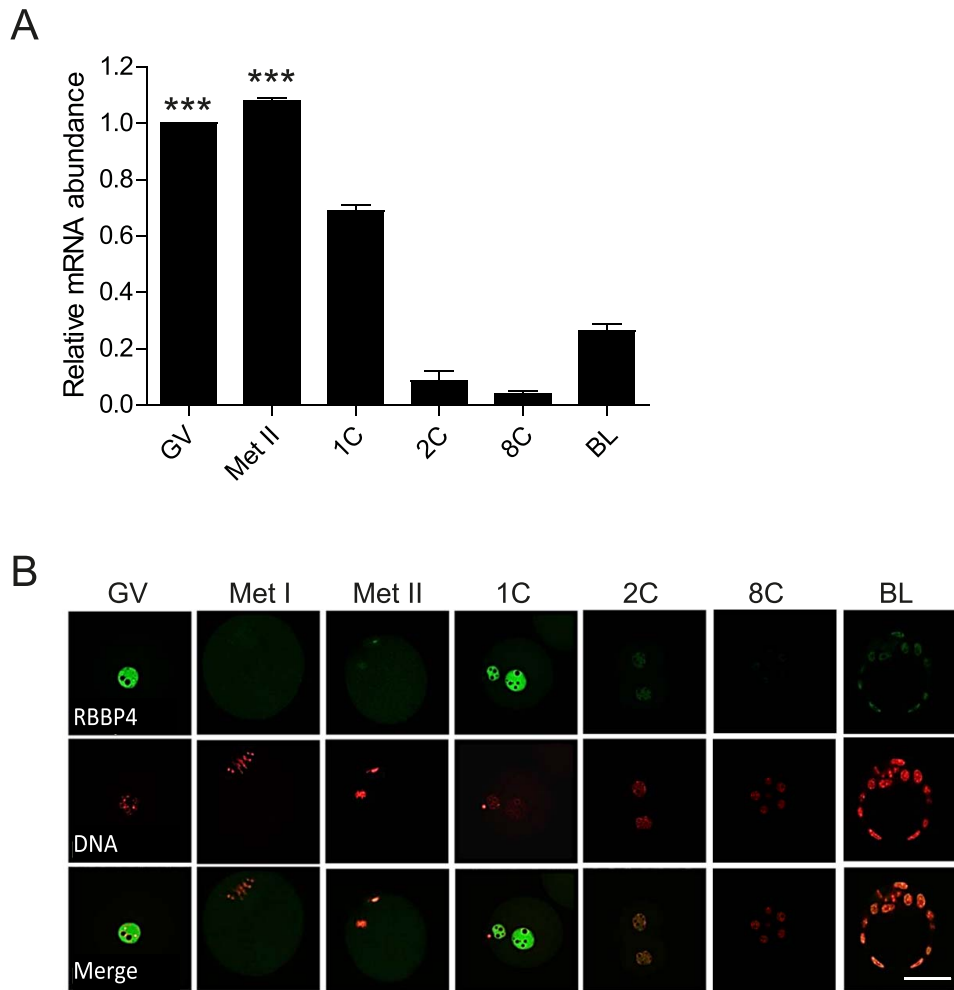 A
Relative mRNA abundance
1.2
1.0
0.8
0.6
0.4
0.2
0.0
***
***
GV
Met II
1C
2C
8C
BL
B
GV Met I Met II 1C 2C 8C BL
RBBP4
DNA
Merge